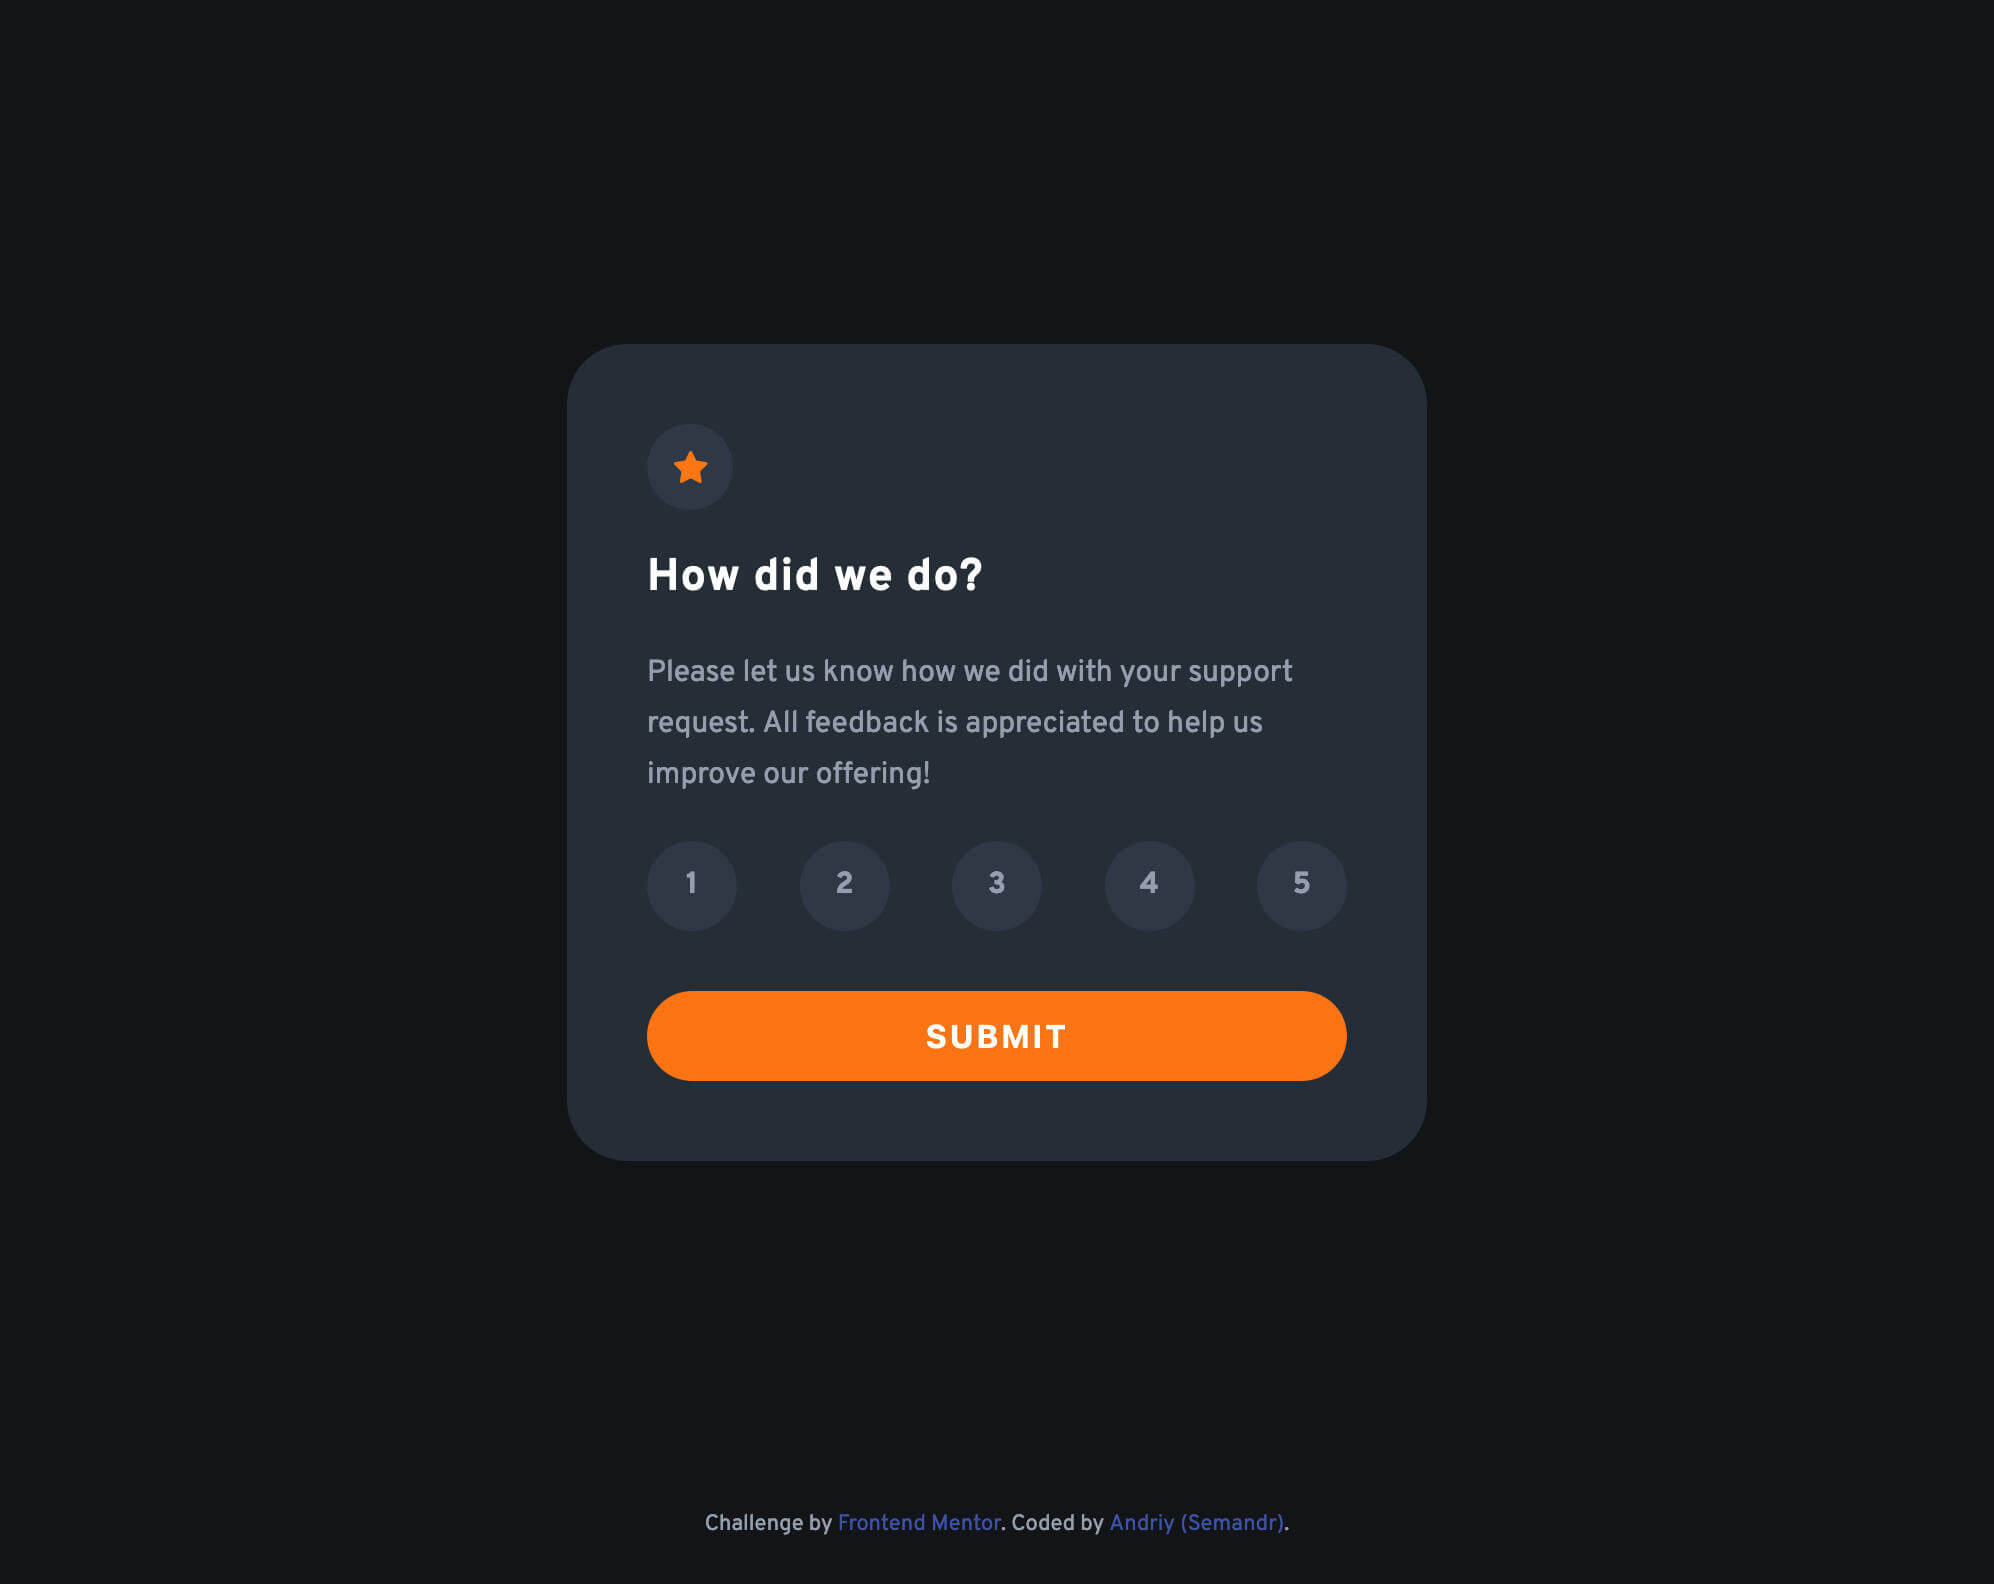 How did we do?
Please let us know how we did with your support
request. All feedback is appreciated to help us
improve our offering!
1 2 3 4 5
SUBMIT
Challenge by Frontend Mentor. Coded by Andriy (Semandr).